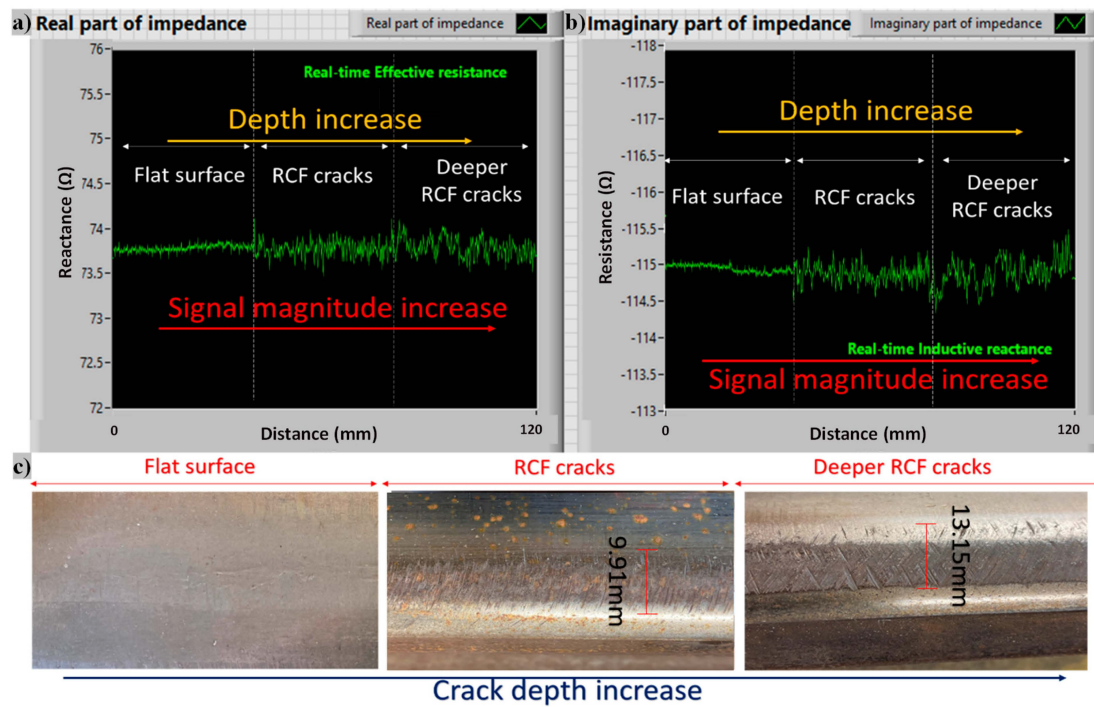 a) Real part of impedance
Real part of impedance
76
75.5
75
74.5
74
73.5
73
72.5
72
Reactance (Ω)
Real-time Effective resistance
Depth increase
Flat surface
RCF cracks
Deeper
RCF cracks
Signal magnitude increase
0
Distance (mm)
120
b) Imaginary part of impedance
Imaginary part of impedance
-118
-117.5
-117
-116.5
-116
-115.5
-115
-114.5
-114
-113.5
-113
Resistance (Ω)
Depth increase
Flat surface
RCF cracks
Deeper
RCF cracks
Real-time Inductive reactance
Signal magnitude increase
0
Distance (mm)
120
c)
Flat surface
RCF cracks
Deeper RCF cracks
9.91mm
13.15mm
Crack depth increase